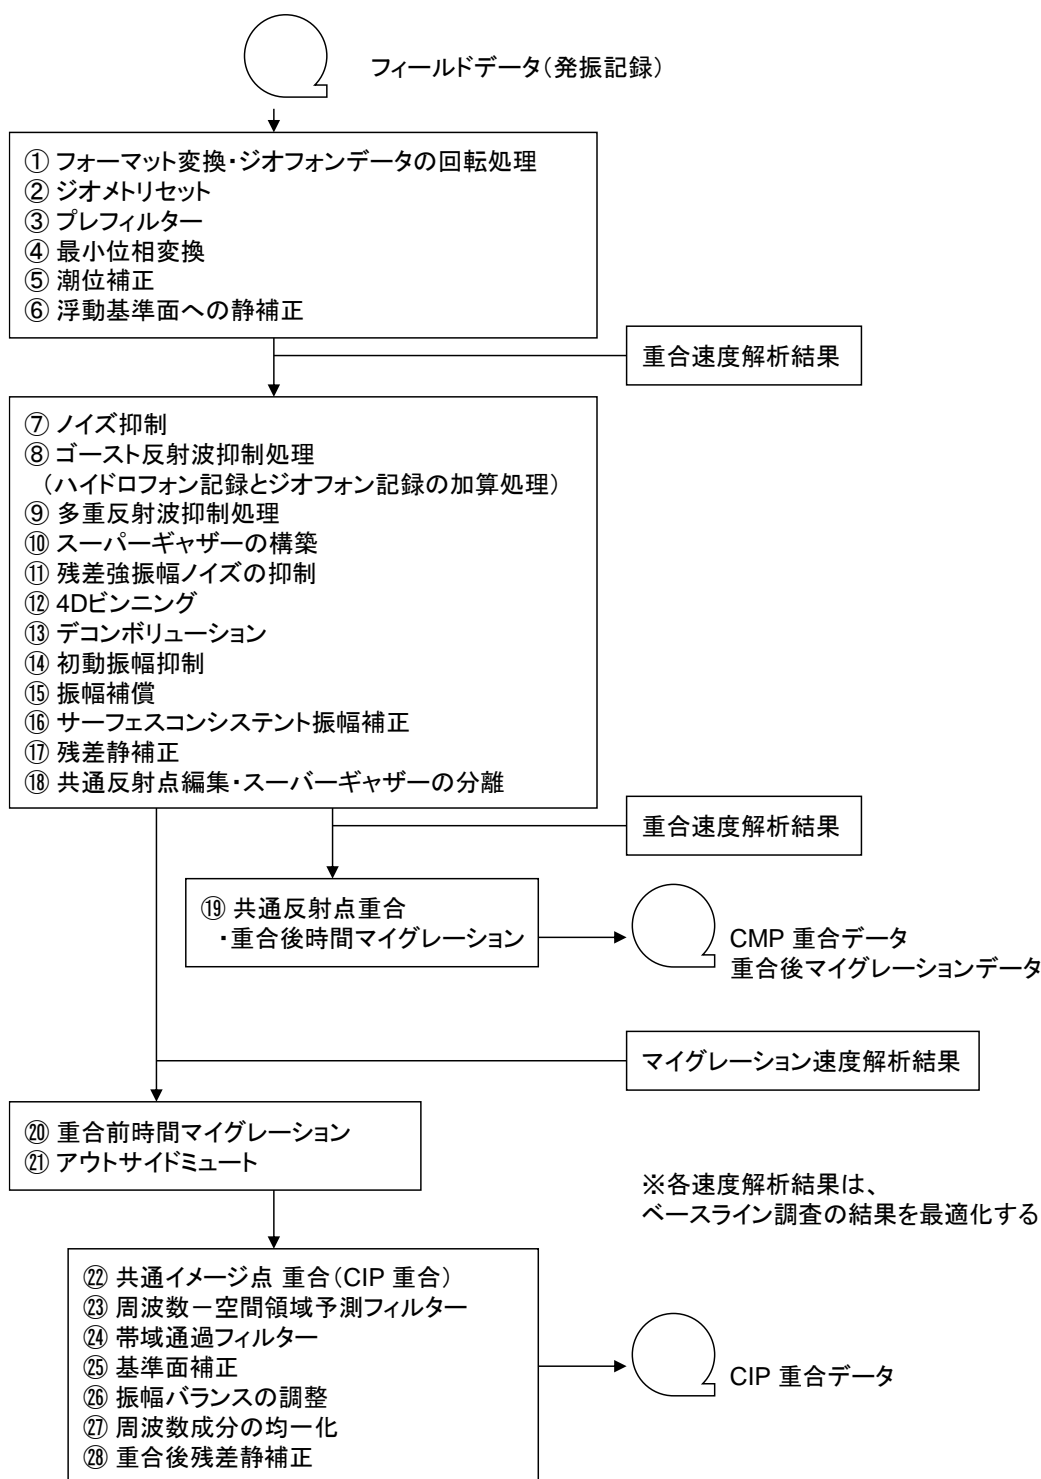 フィールドデータ(発振記録)
① フォーマット変換・ジオフォンデータの回転処理
② ジオメトリセット
③ プレフィルター
④ 最小位相変換
⑤ 潮位補正
⑥ 浮動基準面への静補正
重合速度解析結果
⑦ ノイズ抑制
⑧ ゴースト反射波抑制処理
(ハイドロフォン記録とジオフォン記録の加算処理)
⑨ 多重反射波抑制処理
⑩ スーパーギャザーの構築
⑪ 残差強振幅ノイズの抑制
⑫ 4Dビンニング
⑬ デコンボリューション
⑭ 初動振幅抑制
⑮ 振幅補償
⑯ サーフェスコンシステント振幅補正
⑰ 残差静補正
⑱ 共通反射点編集・スーパーギャザーの分離
重合速度解析結果
⑲ 共通反射点重合
・重合後時間マイグレーション
CMP 重合データ
重合後マイグレーションデータ
マイグレーション速度解析結果
⑳ 重合前時間マイグレーション
㉑ アウトサイドミュート
※各速度解析結果は、
ベースライン調査の結果を最適化する
㉒ 共通イメージ点 重合(CIP 重合)
㉓ 周波数-空間領域予測フィルター
㉔ 帯域通過フィルター
㉕ 基準面補正
㉖ 振幅バランスの調整
㉗ 周波数成分の均一化
㉘ 重合後残差静補正
CIP 重合データ